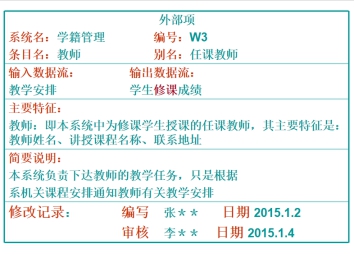 外部项
系统名：学籍管理 编号：W3
条目名：教师 别名：任课教师
输入数据流： 输出数据流：
教学安排 学生修课成绩
主要特征：
教师：即本系统中为修课学生授课的任课教师，其主要特征是：
教师姓名、讲授课程名称、联系地址
简要说明：
本系统负责下达教师的教学任务，只是根据
系机关课程安排通知教师有关教学安排
修改记录： 编写 张＊＊ 日期 2015.1.2
审核 李＊＊ 日期 2015.1.4